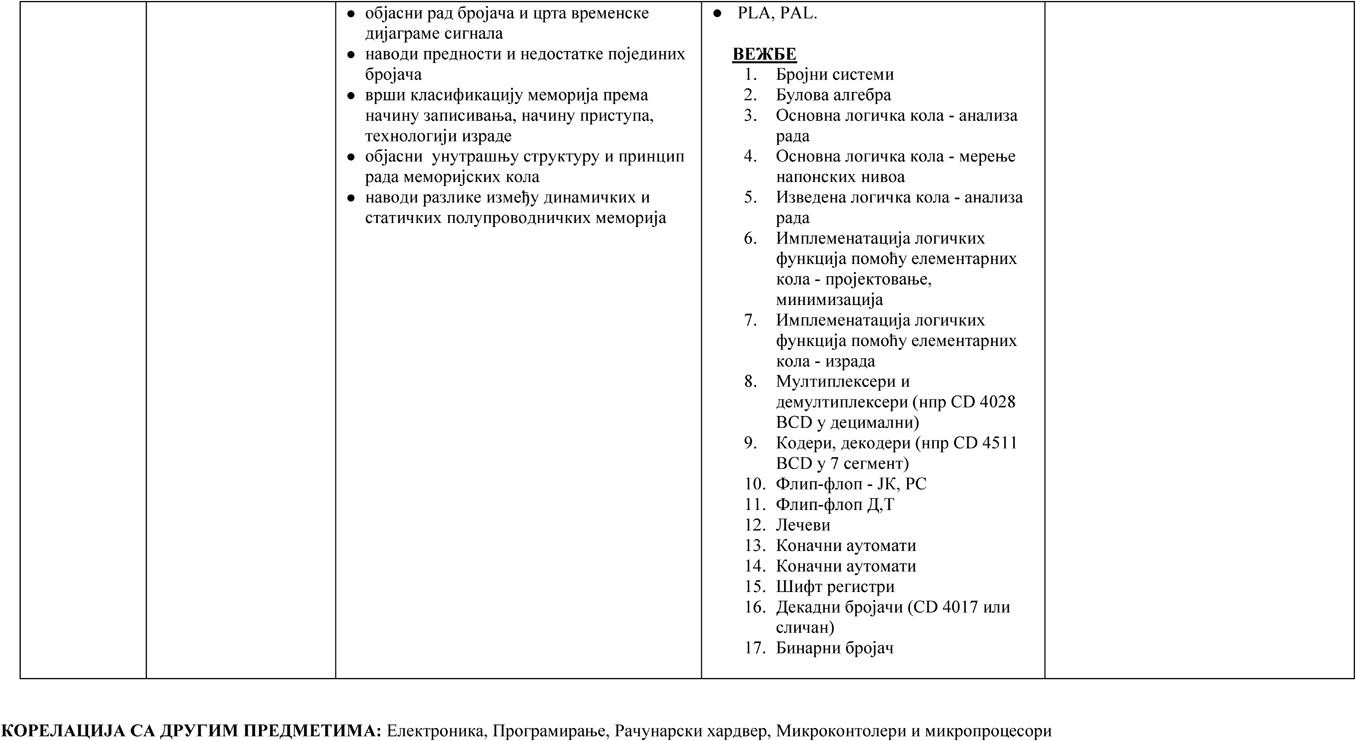 ● објасни рад бројача и црта временске
дијаграме сигнала
● наводи предности и недостатке појединих
бројача
● врши класификацију меморија према
начину записивања, начину приступа,
технологији израде
● објасни унутрашњу структуру и принцип
рада меморијских кола
● наводи разлике између динамичких и
статичких полупроводничких меморија
● PLA, PAL.
ВЕЖБЕ
1. Бројни системи
2. Булова алгебра
3. Основна логичка кола - анализа
рада
4. Основна логичка кола - мерење
напонских нивоа
5. Изведена логичка кола - анализа
рада
6. Имплеменатација логичких
функција помоћу елементарних
кола - пројектовање,
минимизација
7. Имплеменатација логичких
функција помоћу елементарних
кола - израда
8. Мултиплексери и
демултиплексери (нпр CD 4028
BCD у децимални)
9. Кодери, декодери (нпр CD 4511
BCD у 7 сегмент)
10. Флип-флоп - ЈК, РС
11. Флип-флоп Д,Т
12. Лечеви
13. Коначни аутомати
14. Коначни аутомати
15. Шифт регистри
16. Декадни бројачи (CD 4017 или
сличан)
17. Бинарни бројач
КОРЕЛАЦИЈА СА ДРУГИМ ПРЕДМЕТИМА: Електроника, Програмирање, Рачунарски хардвер, Микроконтолери и микропроцесори